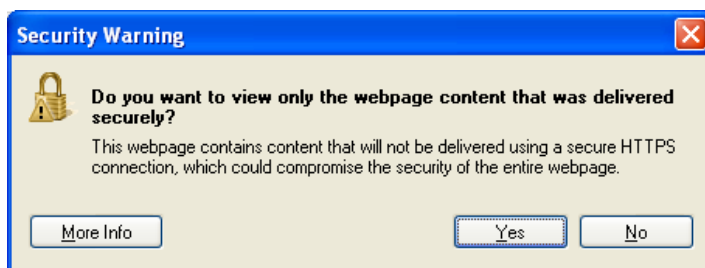 Security Warning
Do you want to view only the webpage content that was delivered
securely?
This webpage contains content that will not be delivered using a secure HTTPS
connection, which could compromise the security of the entire webpage.
More Info
Yes
No